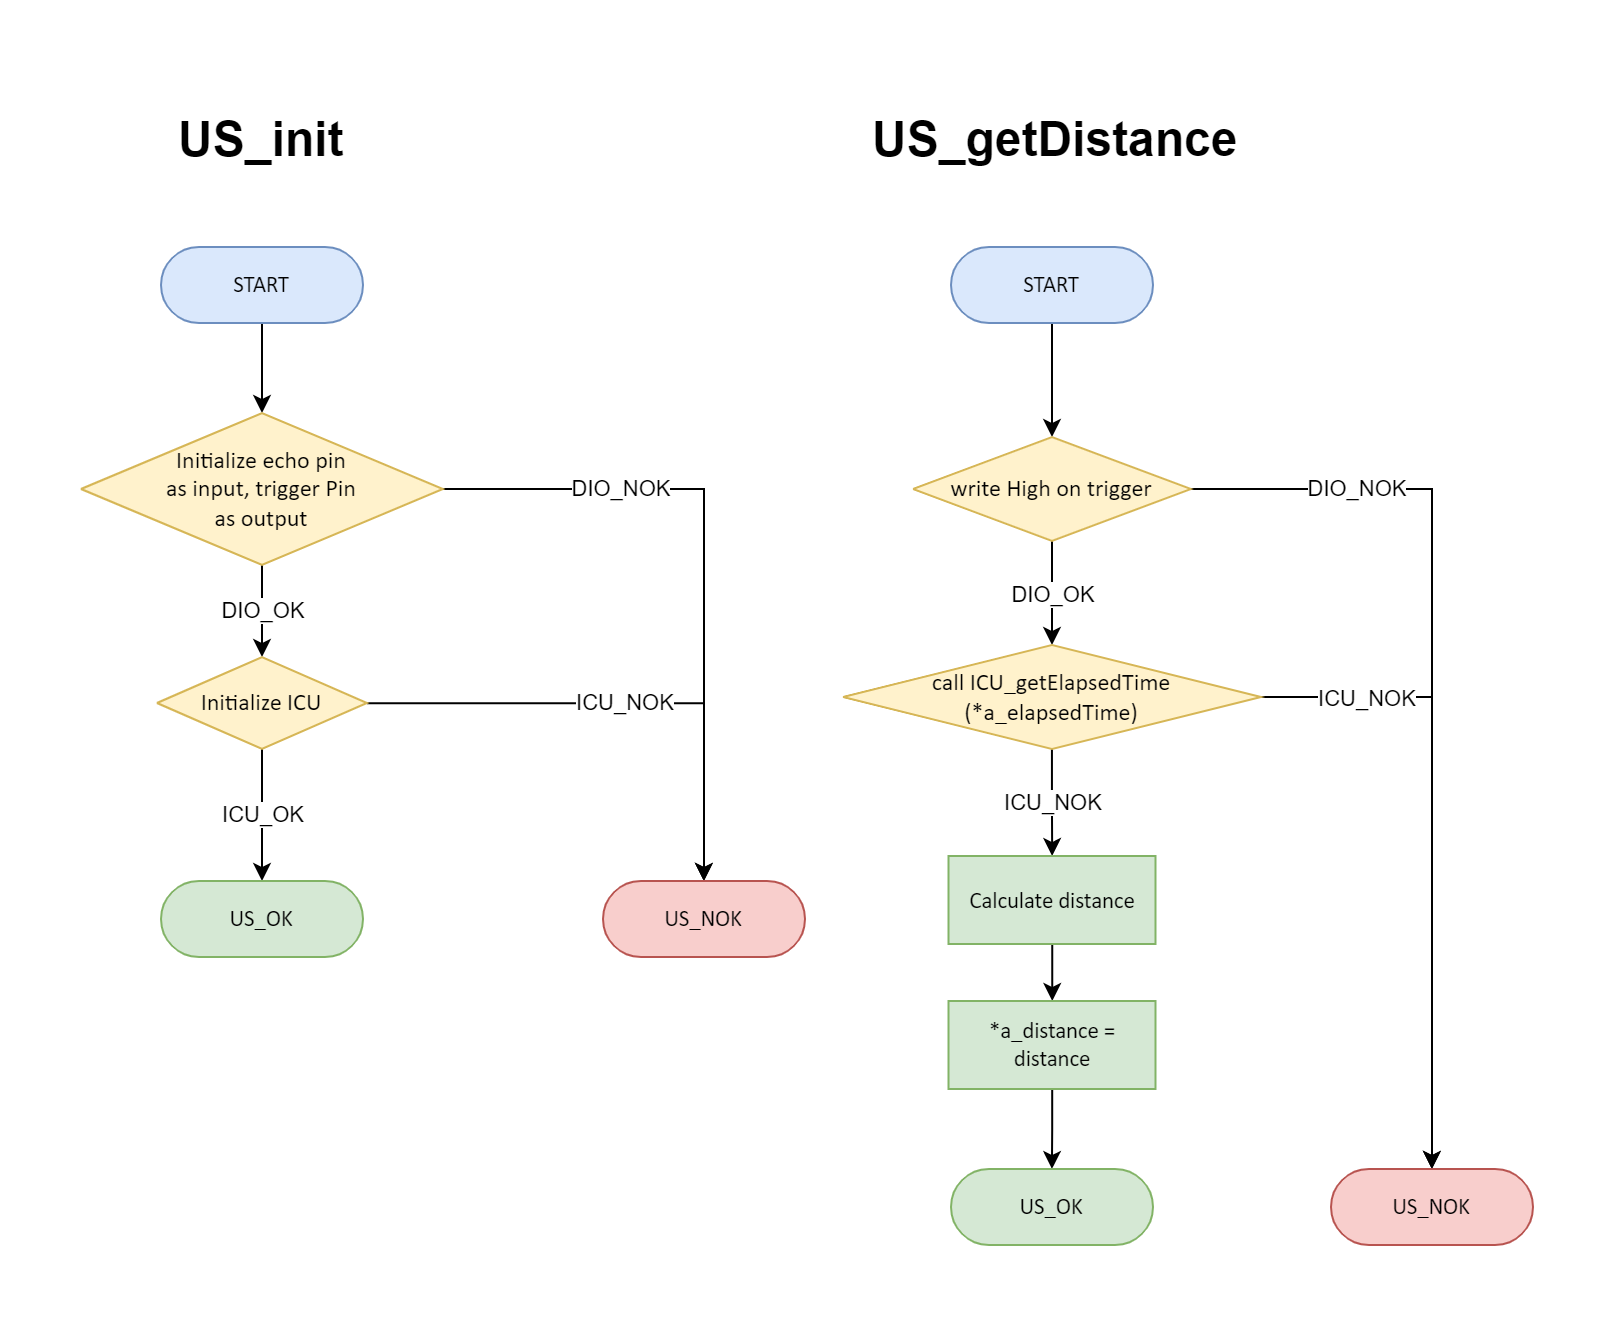 US_init
START
Initialize echo pin
as input, trigger Pin
as output
DIO_NOK
DIO_OK
Initialize ICU
ICU_NOK
ICU_OK
US_OK
US_NOK
US_getDistance
START
write High on trigger
DIO_NOK
DIO_OK
call ICU_getElapsedTime
(*a_elapsedTime)
ICU_NOK
ICU_NOK
Calculate distance
*a_distance =
distance
US_OK
US_NOK